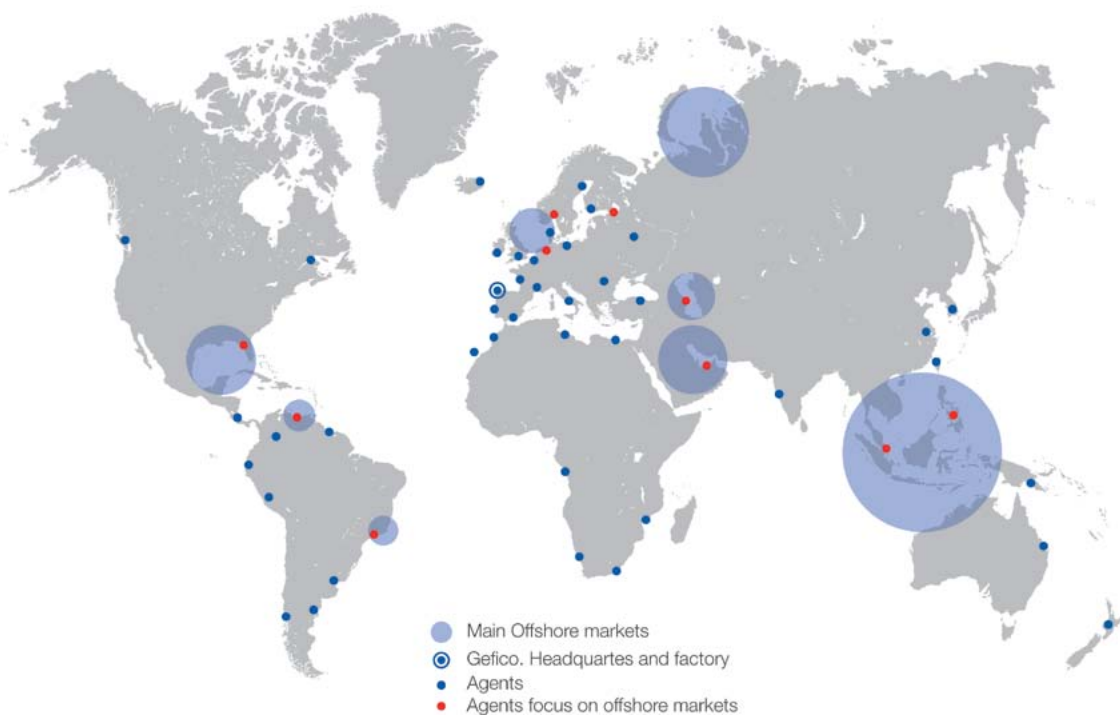 Main Offshore markets
Gefico. Headquartes and factory
Agents
Agents focus on offshore markets